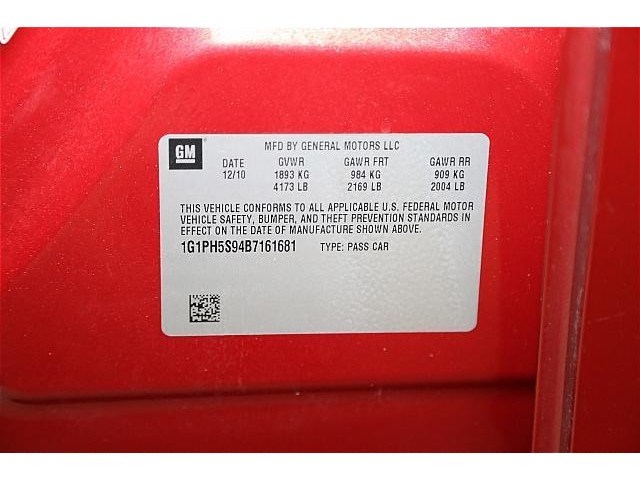 GM
MFD BY GENERAL MOTORS LLC
DATE GVWR GAWR FRT GAWR RR
12/10 1893 KG 984 KG 909 KG
4173 LB 2169 LB 2004 LB
THIS VEHICLE CONFORMS TO ALL APPLICABLE U.S. FEDERAL MOTOR
VEHICLE SAFETY, BUMPER, AND THEFT PREVENTION STANDARDS IN
EFFECT ON THE DATE OF MANUFACTURE SHOWN ABOVE.
1G1PH5S94B7161681 TYPE: PASS CAR